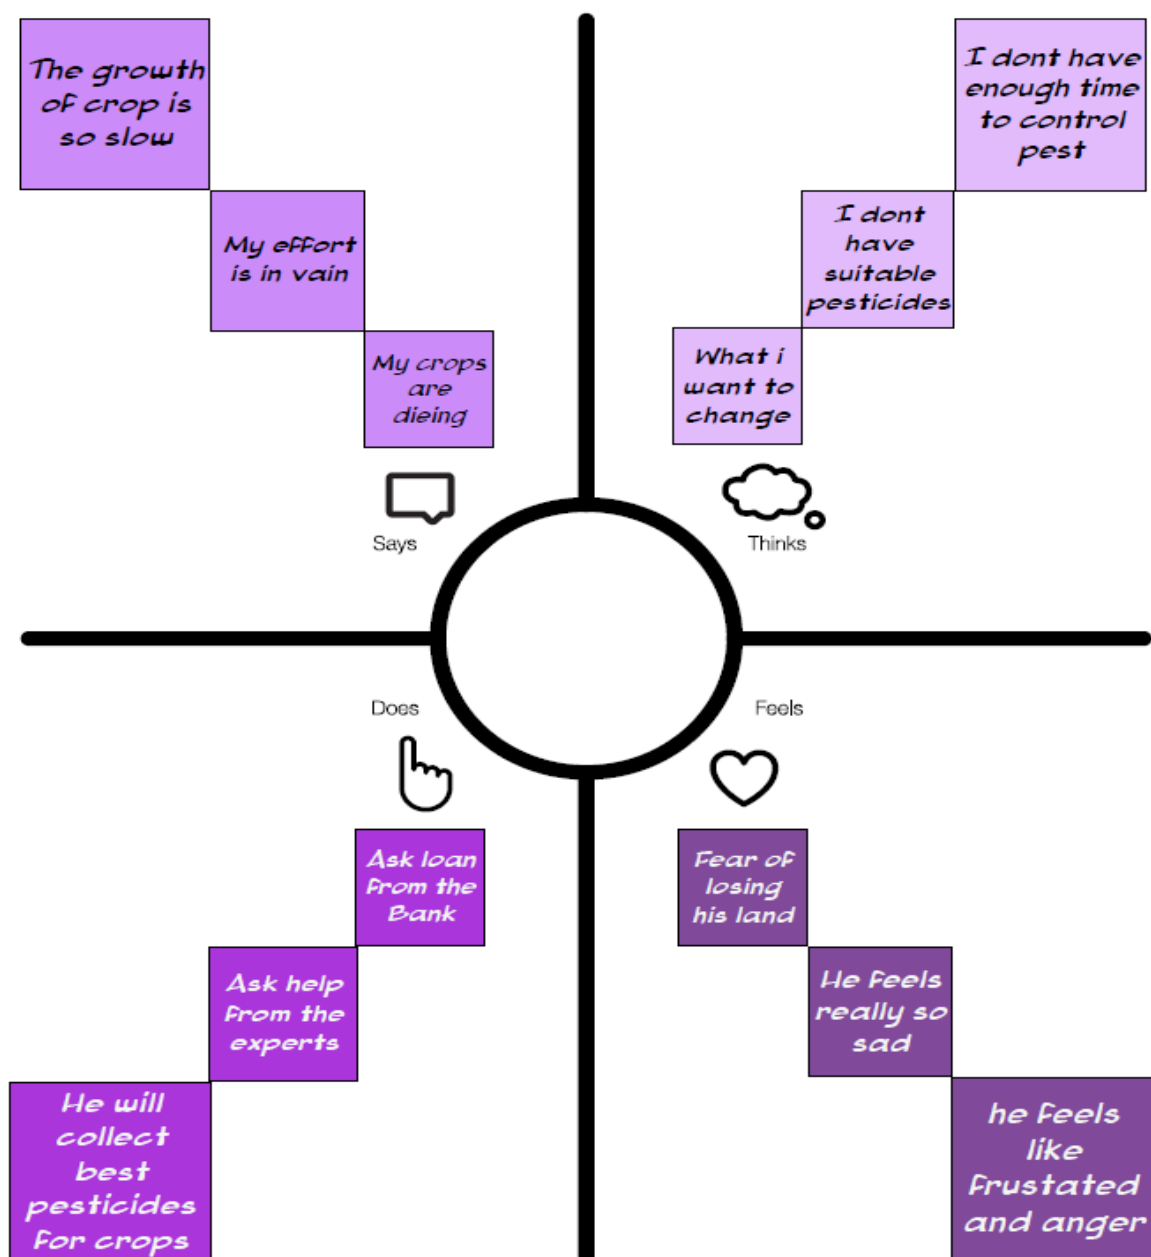 The growth
of crop is
so slow
My effort
is in vain
My crops
are
dieing
Says
I dont have
enough time
to control
pest
I dont
have
suitable
pesticides
What i
want to
change
Thinks
Does
Ask loan
from the
Bank
Ask help
from the
experts
He will
collect
best
pesticides
for crops
Feels
Fear of
losing
his land
He feels
really so
sad
he feels
like
frustated
and anger